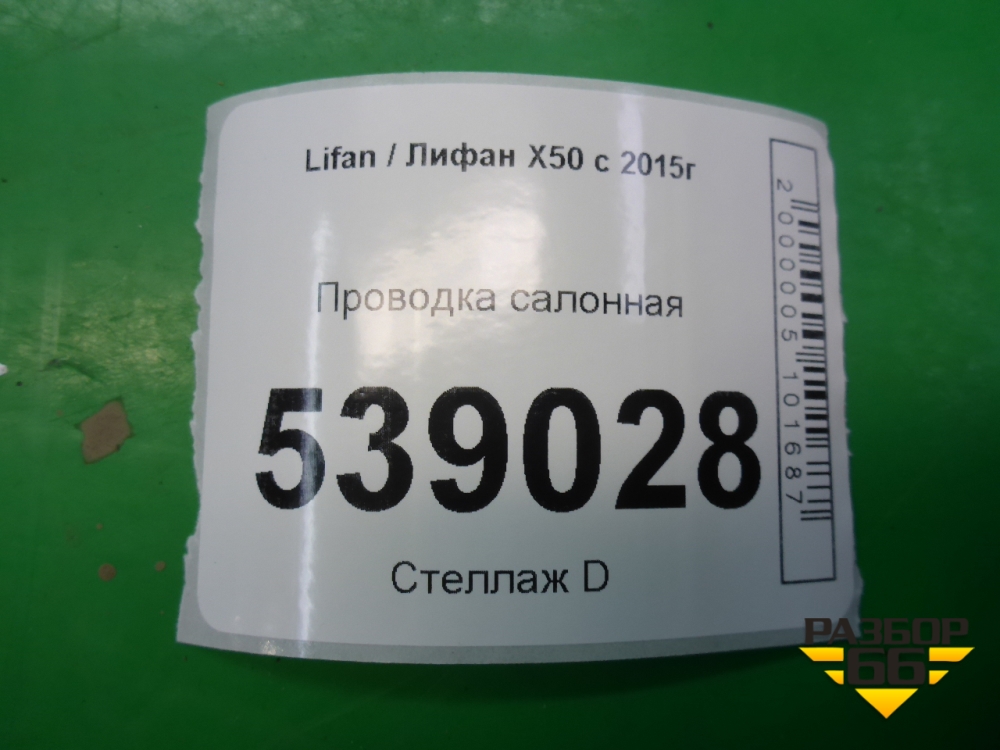 Lifan / Лифан X50 с 2015г
Проводка салонная
539028
Стеллаж D
2000005101687
РАЗБОР
66